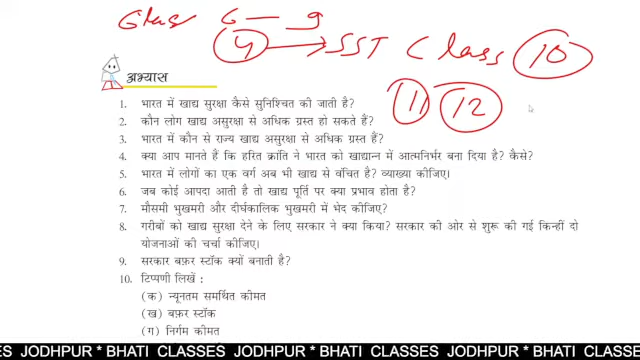 Class 6 — 9
4 → SST Class 10
11 12
अभ्यास
1. भारत में खाद्य सुरक्षा कैसे सुनिश्चित की जाती है?
2. कौन लोग खाद्य असुरक्षा से अधिक ग्रस्त हो सकते हैं?
3. भारत में कौन से राज्य खाद्य असुरक्षा से अधिक ग्रस्त हैं?
4. क्या आप मानते हैं कि हरित क्रांति ने भारत को खाद्यान्न में आत्मनिर्भर बना दिया है? कैसे?
5. भारत में लोगों का एक वर्ग अब भी खाद्य से वंचित है? व्याख्या कीजिए।
6. जब कोई आपदा आती है तो खाद्य पूर्ति पर क्या प्रभाव होता है?
7. मौसमी भुखमरी और दीर्घकालिक भुखमरी में भेद कीजिए?
8. गरीबों को खाद्य सुरक्षा देने के लिए सरकार ने क्या किया? सरकार की ओर से शुरू की गई किन्हीं दो
योजनाओं की चर्चा कीजिए।
9. सरकार बफ़र स्टॉक क्यों बनाती है?
10. टिप्पणी लिखें :
(क) न्यूनतम समर्थित कीमत
(ख) बफ़र स्टॉक
(ग) निर्गम कीमत
CLASSES JODHPUR * BHATI CLASSES JODHPUR * BHATI CLASSES JODHPUR * BHATI CLASSES